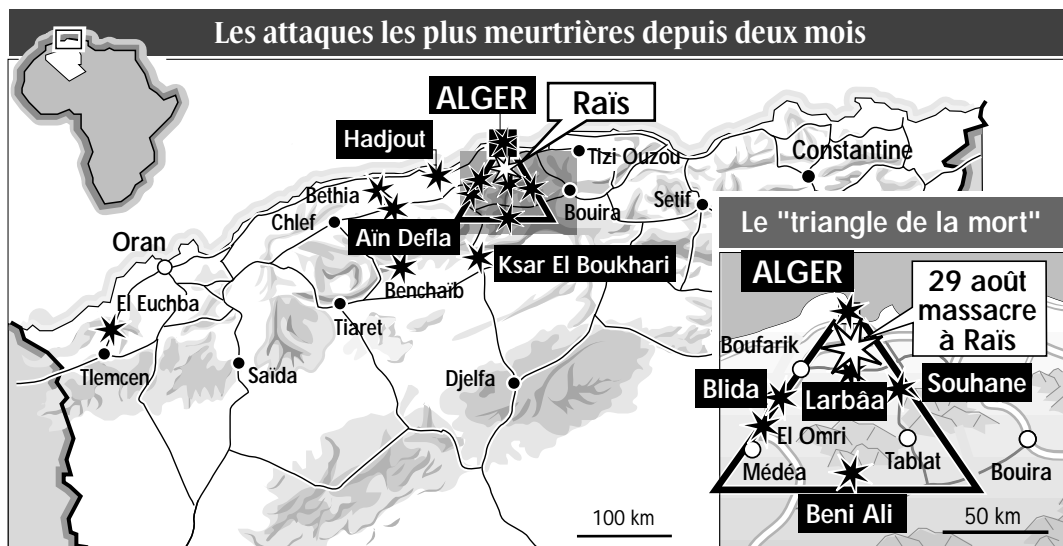 Les attaques les plus meurtrières depuis deux mois
ALGER
Raïs
Hadjout
Tizi Ouzou
Constantine
Béthia
Bouira
Setif
Chlef
Aïn Defla
Oran
Ksar El Boukhari
Benchaïb
El Euchba
Tiaret
Tlemcen
Saïda
Djelfa
100 km
Le "triangle de la mort"
ALGER
29 août
massacre
à Raïs
Boufarik
Blida
Larbâa
Souhane
El Omri
Médéa
Tablat
Bouira
Beni Ali
50 km